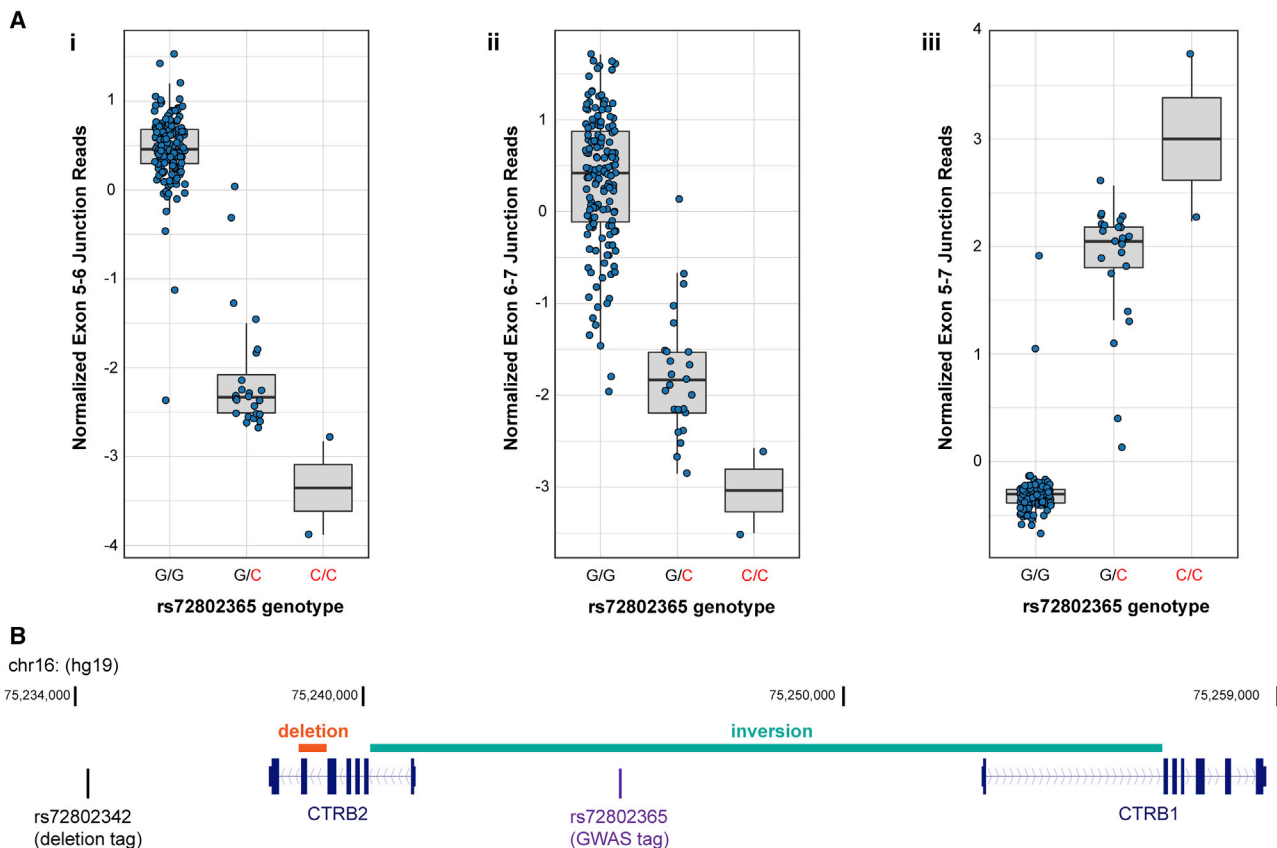 A
i
ii
iii
Normalized Exon 5-6 Junction Reads
1
0
-1
-2
-3
-4
G/G G/C C/C
rs72802365 genotype
Normalized Exon 6-7 Junction Reads
1
0
-1
-2
-3
G/G G/C C/C
rs72802365 genotype
Normalized Exon 5-7 Junction Reads
4
3
2
0
G/G G/C C/C
rs72802365 genotype
B
chr16: (hg19)
75,234,000 75,240,000 75,250,000 75,259,000
deletion inversion
rs72802342
(deletion tag)
CTRB2
rs72802365
(GWAS tag)
CTRB1